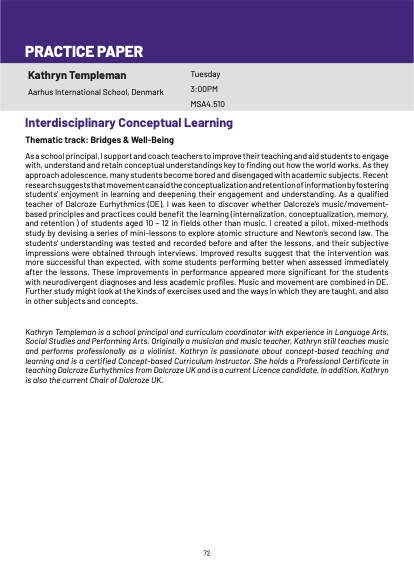 PRACTICE PAPER
Kathryn Templeman
Aarhus International School, Denmark
Tuesday
3:00PM
MSA4.510
Interdisciplinary Conceptual Learning
Thematic track: Bridges & Well-Being
As a school principal, I support and coach teachers to improve their teaching and aid students to engage
with, understand and retain conceptual understandings key to finding out how the world works. As they
approach adolescence, many students become bored and disengaged with academic subjects. Recent
research suggests that movement can aid the conceptualization and retention of information by fostering
students' enjoyment in learning and deepening their engagement and understanding. As a qualified
teacher of Dalcroze Eurhythmics (DE), I was keen to discover whether Dalcroze's music/movement-
based principles and practices could benefit the learning (internalization, conceptualization, memory,
and retention ) of students aged 10 – 12 in fields other than music. I created a pilot, mixed-methods
study by devising a series of mini-lessons to explore atomic structure and Newton's second law. The
students' understanding was tested and recorded before and after the lessons, and their subjective
impressions were obtained through interviews. Improved results suggest that the intervention was
more successful than expected, with some students performing better when assessed immediately
after the lessons. These improvements in performance appeared more significant for the students
with neurodivergent diagnoses and less academic profiles. Music and movement are combined in DE.
Further study might look at the kinds of exercises used and the ways in which they are taught, and also
in other subjects and concepts.
Kathryn Templeman is a school principal and curriculum coordinator with experience in Language Arts,
Social Studies and Performing Arts. Originally a musician and music teacher, Kathryn still teaches music
and performs professionally as a violinist. Kathryn is passionate about concept-based teaching and
learning and is a certified Concept-based Curriculum Instructor. She holds a Professional Certificate in
teaching Dalcroze Eurhythmics from Dalcroze UK and is a current Licence candidate. In addition, Kathryn
is also the current Chair of Dalcroze UK.
72